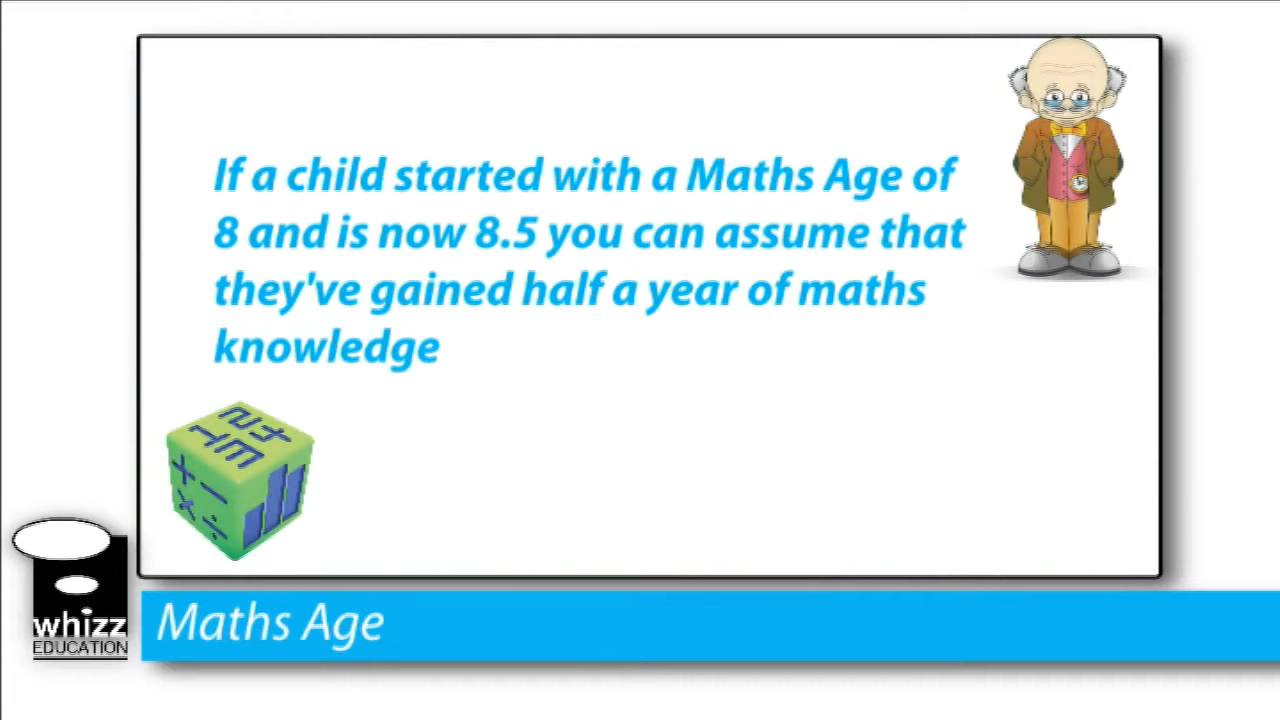 If a child started with a Maths Age of
8 and is now 8.5 you can assume that
they've gained half a year of maths
knowledge
whizz
EDUCATION
Maths Age